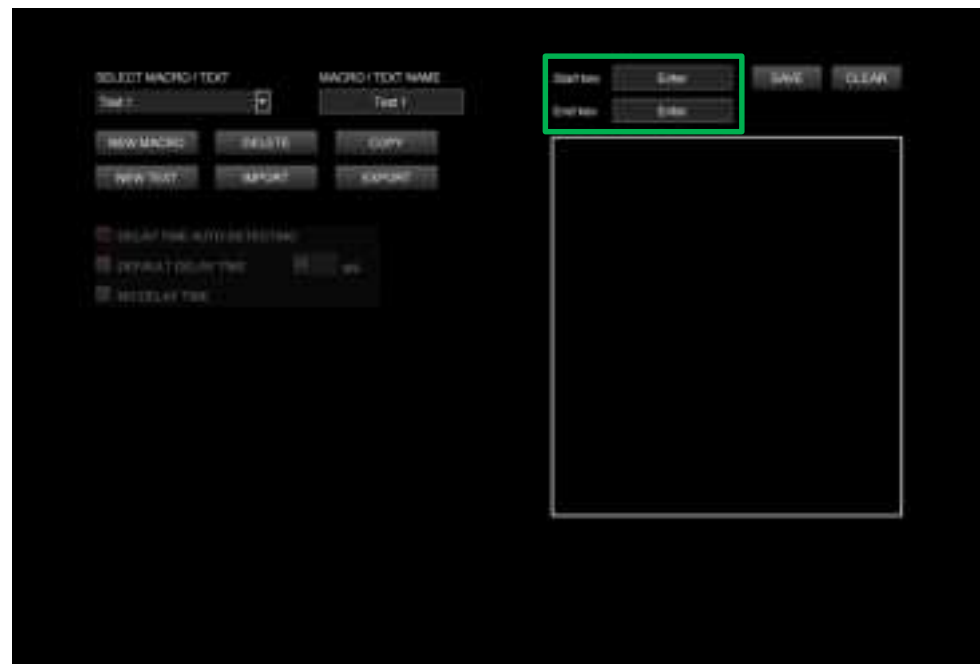 SELECT MACRO / TEXT
Text 1
MACRO / TEXT NAME
Text 1
NEW MACRO
DELETE
COPY
NEW TEXT
IMPORT
EXPORT
DELAY TIME AUTO DETECTING
DEFAULT DELAY TIME
ms
NO DELAY TIME
Start key
Enter
End key
Enter
SAVE
CLEAR